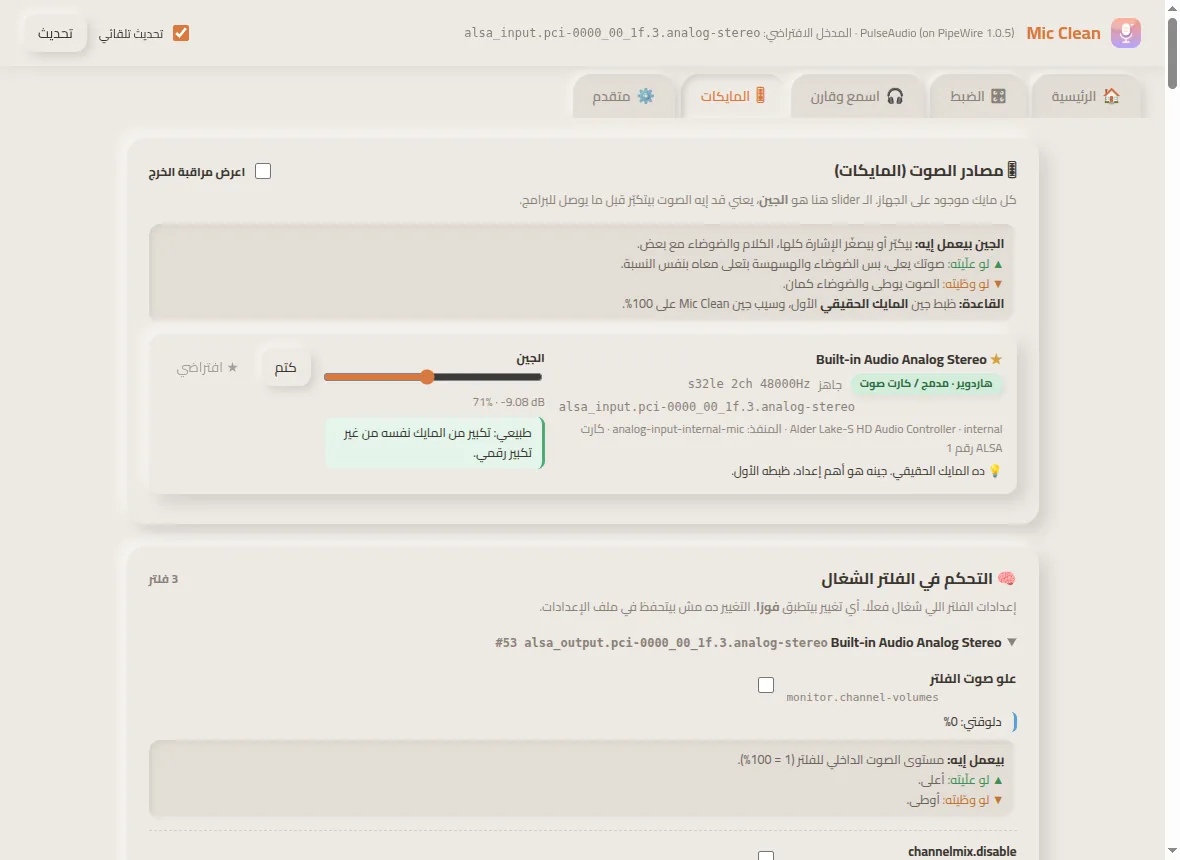 Mic Clean
PulseAudio (on PipeWire 1.0.5) · المدخل الافتراضي: alsa_input.pci-0000_00_1f.3.analog-stereo
تحديث تلقائي
تحديث
الرئيسية
الضبط
اسمع وقارن
المايكات
متقدم
مصادر الصوت (المايكات)
اعرض مراقبة الخرج
كل مايك موجود على الجهاز. الـ slider هنا هو الجين، يعني قد إيه الصوت بيتكبّر قبل ما يوصل للبرامج.
الجين بيعمل إيه: بيكبّر أو بيصغّر الإشارة كلها، الكلام والضوضاء مع بعض.
▲ لو علّيته: صوتك يعلى، بس الضوضاء والهسهسة بتعلى معاه بنفس النسبة.
▼ لو وطّيته: الصوت يوطى والضوضاء كمان.
القاعدة: ظبط جين المايك الحقيقي الأول، وسيب جين Mic Clean على 100%.
★ Built-in Audio Analog Stereo
هاردوير · مدمج / كارت صوت
جاهز
s32le 2ch 48000Hz
alsa_input.pci-0000_00_1f.3.analog-stereo
Alder Lake-S HD Audio Controller · internal · المنفذ: analog-input-internal-mic · كارت
ALSA رقم 1
💡 ده المايك الحقيقي. جينه هو أهم إعداد، ظبطه الأول.
الجين
71% · -9.08 dB
طبيعي: تكبير من المايك نفسه من غير
تكبير رقمي.
كتم
★ افتراضي
🧠 التحكم في الفلتر الشغال
3 فلتر
إعدادات الفلتر اللي شغال فعلًا. أي تغيير بيتطبق فورًا. التغيير ده مش بيتحفظ في ملف الإعدادات.
▼ Built-in Audio Analog Stereo #53 alsa_output.pci-0000_00_1f.3.analog-stereo
علو صوت الفلتر
monitor.channel-volumes
دلوقتي: 0%
بيعمل إيه: مستوى الصوت الداخلي للفلتر (1 = 100%).
▲ لو علّيته: أعلى.
▼ لو وطّيته: أوطى.
channelmix.disable